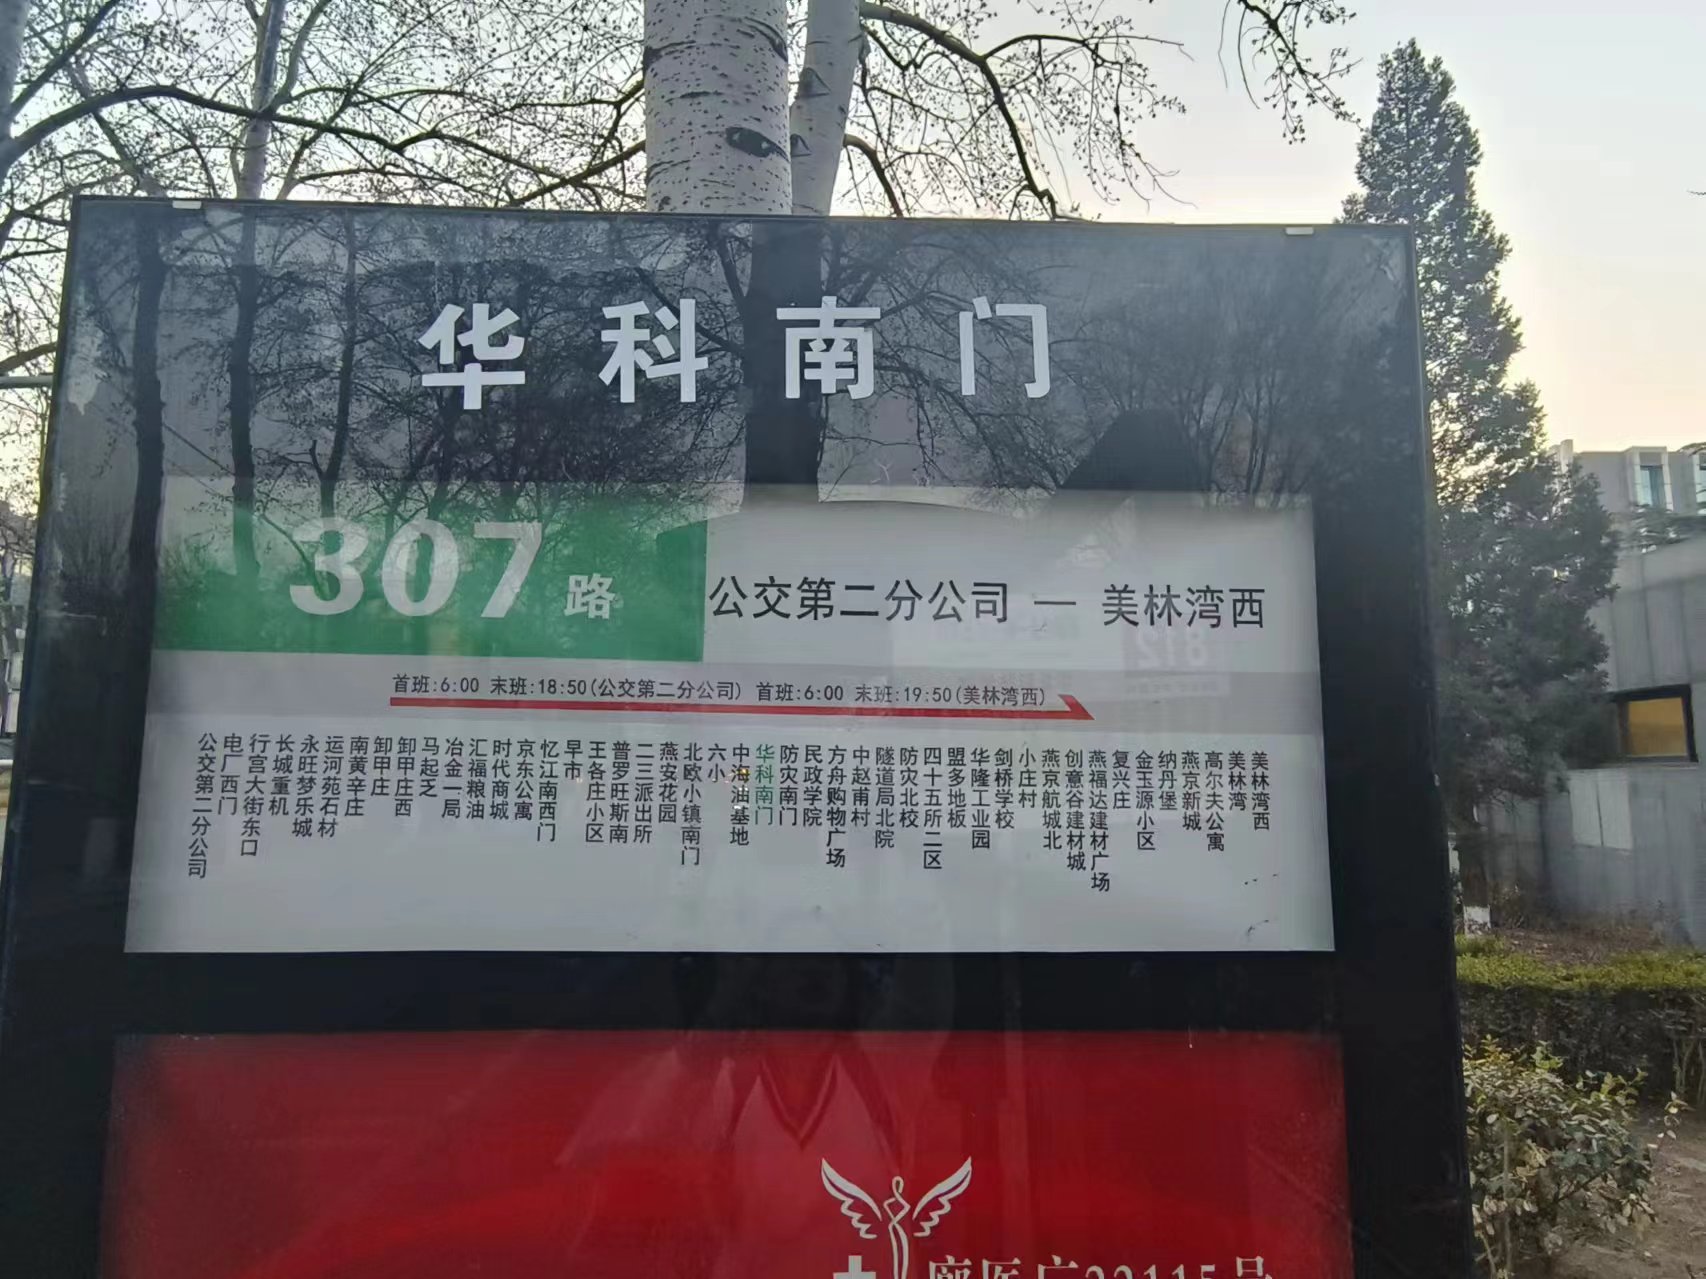 华科南门
307路
公交第二分公司 — 美林湾西
首班:6:00 末班:18:50(公交第二分公司) 首班:6:00 末班:19:50(美林湾西)
公交第二分公司
电厂西门
行宫大街东口
长城重机
永旺梦乐城
运河苑石材
南黄辛庄
卸甲庄
卸甲庄西
马起乏
冶金一局
汇福粮油
时代商城
京东公寓
忆江南西门
早市
王各庄小区
普罗旺斯南
二三派出所
燕安花园
北欧小镇南门
六小
中海油基地
华科南门
防灾南门
民政学院
方舟购物广场
中赵甫村
隧道局北院
防灾北校
四十五所二区
盟多地板
华隆工业园
剑桥学校
小庄村
燕京航城北
创意谷建材城
燕福达建材广场
复兴庄
金玉源小区
纳丹堡
燕京新城
高尔夫公寓
美林湾
美林湾西
812
廊医广22115号